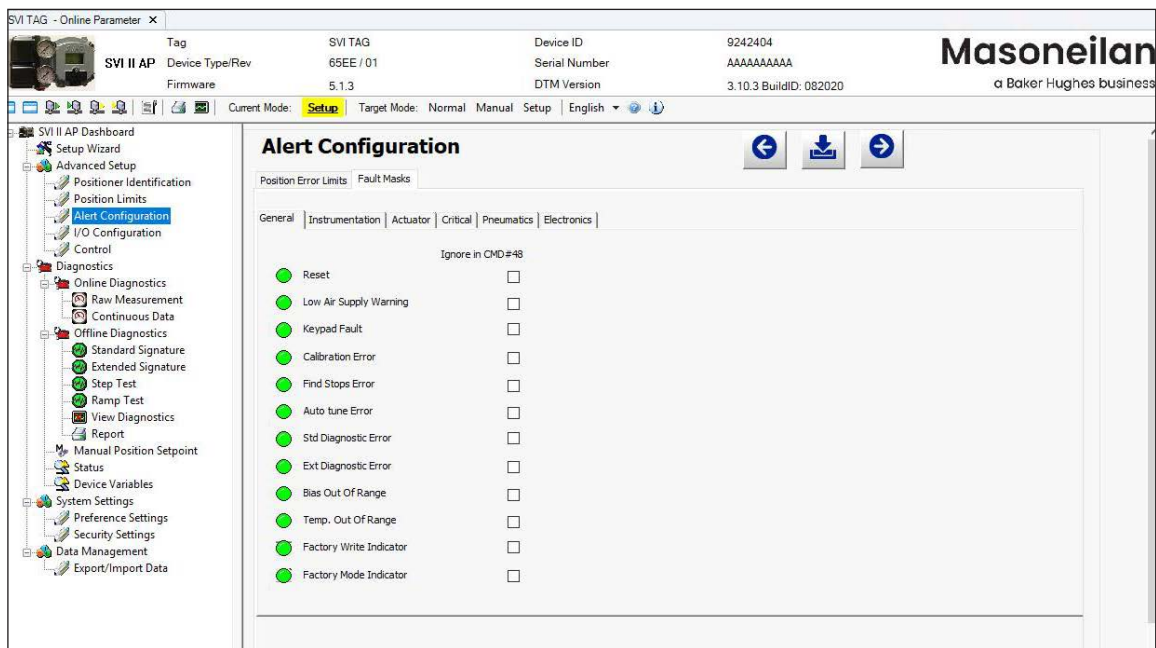 SVI TAG - Online Parameter X
SVI II AP
Tag SVI TAG Device ID 9242404
Device Type/Rev 65EE / 01 Serial Number AAAAAAAAAA
Firmware 5.1.3 DTM Version 3.10.3 BuildID: 082020
Masoneilan
a Baker Hughes business
Current Mode: Setup Target Mode: Normal Manual Setup English
SVI II AP Dashboard
Setup Wizard
Advanced Setup
Positioner Identification
Position Limits
Alert Configuration
I/O Configuration
Control
Diagnostics
Online Diagnostics
Raw Measurement
Continuous Data
Offline Diagnostics
Standard Signature
Extended Signature
Step Test
Ramp Test
View Diagnostics
Report
Manual Position Setpoint
Status
Device Variables
System Settings
Preference Settings
Security Settings
Data Management
Export/Import Data
Alert Configuration
Position Error Limits Fault Masks
General Instrumentation Actuator Critical Pneumatics Electronics
Ignore in CMD#48
Reset
Low Air Supply Warning
Keypad Fault
Calibration Error
Find Stops Error
Auto tune Error
Std Diagnostic Error
Ext Diagnostic Error
Bias Out Of Range
Temp. Out Of Range
Factory Write Indicator
Factory Mode Indicator